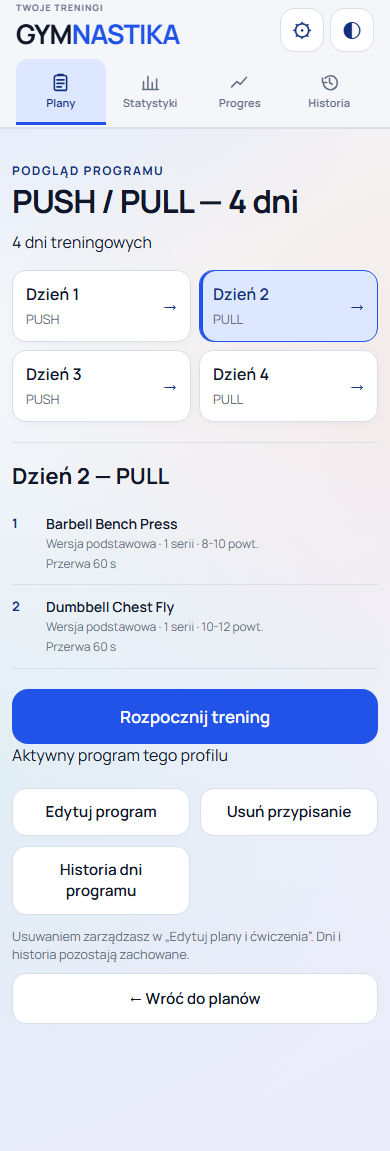 TWOJE TRENINGI
GYMNASTIKA
Plany
Statystyki
Progres
Historia
PODGLĄD PROGRAMU
PUSH / PULL — 4 dni
4 dni treningowych
Dzień 1
→
PUSH
Dzień 2
→
PULL
Dzień 3
→
PUSH
Dzień 4
→
PULL
Dzień 2 — PULL
1 Barbell Bench Press
Wersja podstawowa · 1 serii · 8-10 powt.
Przerwa 60 s
2 Dumbbell Chest Fly
Wersja podstawowa · 1 serii · 10-12 powt.
Przerwa 60 s
Rozpocznij trening
Aktywny program tego profilu
Edytuj program
Usuń przypisanie
Historia dni
programu
Usuwaniem zarządzasz w „Edytuj plany i ćwiczenia”. Dni i
historia pozostają zachowane.
← Wróć do planów